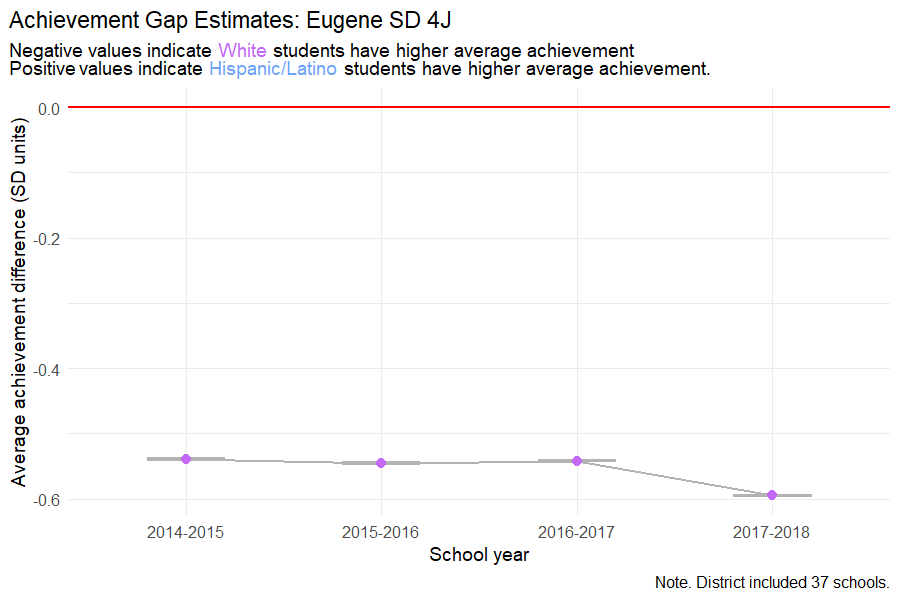 Achievement Gap Estimates: Eugene SD 4J
Negative values indicate White students have higher average achievement
Positive values indicate Hispanic/Latino students have higher average achievement.
Average achievement difference (SD units)
0.0
-0.2
-0.4
-0.6
2014-2015
2015-2016
2016-2017
2017-2018
School year
Note. District included 37 schools.